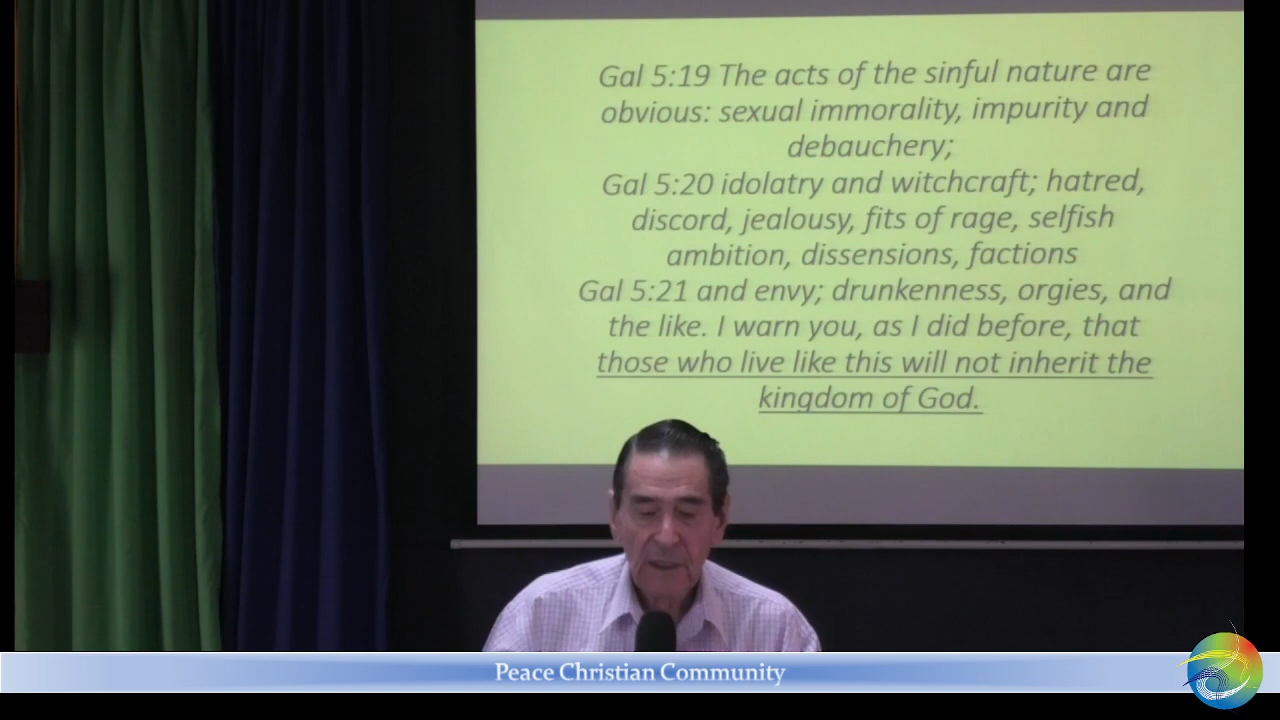 Gal 5:19 The acts of the sinful nature are
obvious: sexual immorality, impurity and
debauchery;
Gal 5:20 idolatry and witchcraft; hatred,
discord, jealousy, fits of rage, selfish
ambition, dissensions, factions
Gal 5:21 and envy; drunkenness, orgies, and
the like. I warn you, as I did before, that
those who live like this will not inherit the
kingdom of God.
Peace Christian Community